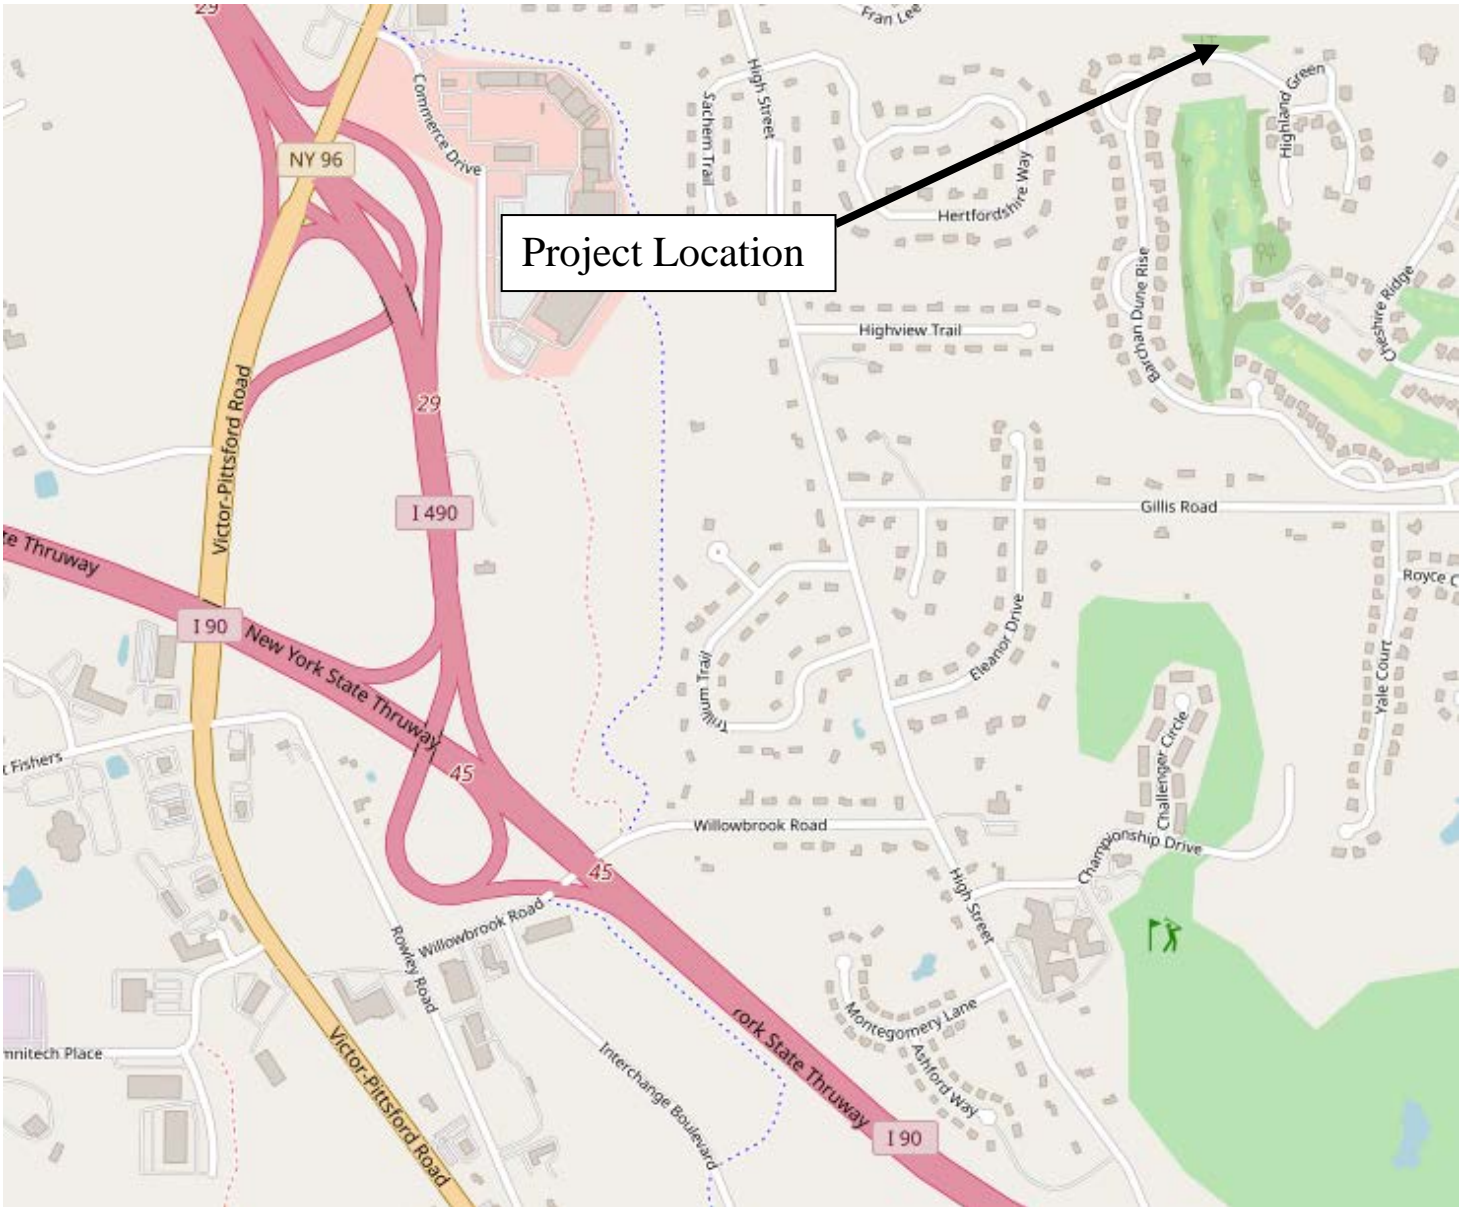 29
Fran Lee
Commerce Drive
High Street
Sachem Trail
Highland Green
NY 96
Hertfordshire Way
Project Location
Barchan Dune Rise
Cheshire Ridge
Highview Trail
29
Victor-Pittsford Road
I 490
Gillis Road
te Thruway
Royce C
I 90
New York State Thruway
Eleanor Drive
Trillium Trail
Yale Court
t Fishers
45
Challenger Circle
Willowbrook Road
Championship Drive
45
High Street
Willowbrook Road
Rowley Road
Montegomery Lane
York State Thruway
mnitech Place
Victor-Pittsford Road
Interchange Boulevard
Ashford Way
I 90